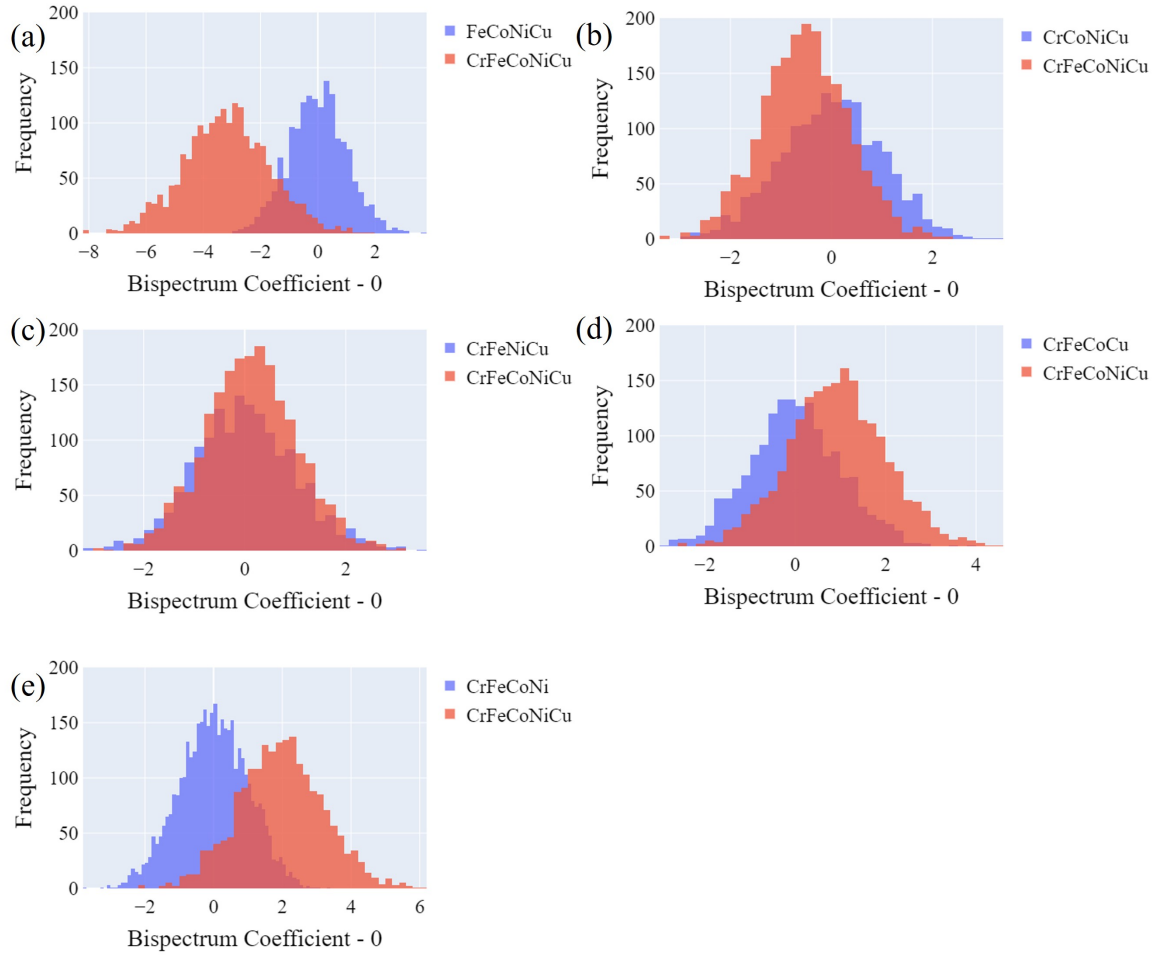 (a)
200
150
100
50
0
Frequency
−8 −6 −4 −2 0 2
Bispectrum Coefficient - 0
FeCoNiCu
CrFeCoNiCu
(b)
200
150
100
50
0
Frequency
−2 0 2
Bispectrum Coefficient - 0
CrCoNiCu
CrFeCoNiCu
(c)
200
150
100
50
0
Frequency
−2 0 2
Bispectrum Coefficient - 0
CrFeNiCu
CrFeCoNiCu
(d)
200
150
100
50
0
Frequency
−2 0 2 4
Bispectrum Coefficient - 0
CrFeCoCu
CrFeCoNiCu
(e)
200
150
100
50
0
Frequency
−2 0 2 4 6
Bispectrum Coefficient - 0
CrFeCoNi
CrFeCoNiCu